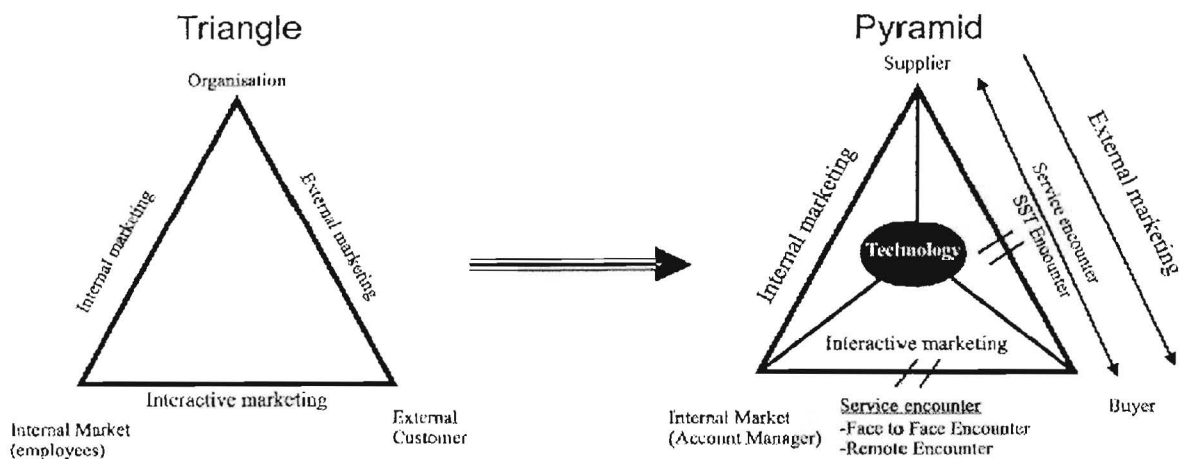 Triangle
Organisation
Internal marketing
External marketing
Interactive marketing
Internal Market
(employees)
External
Customer
Pyramid
Supplier
Internal marketing
Technology
Service encounter
SST Encounter
External marketing
Interactive marketing
Internal Market
(Account Manager)
Service encounter
-Face to Face Encounter
-Remote Encounter
Buyer